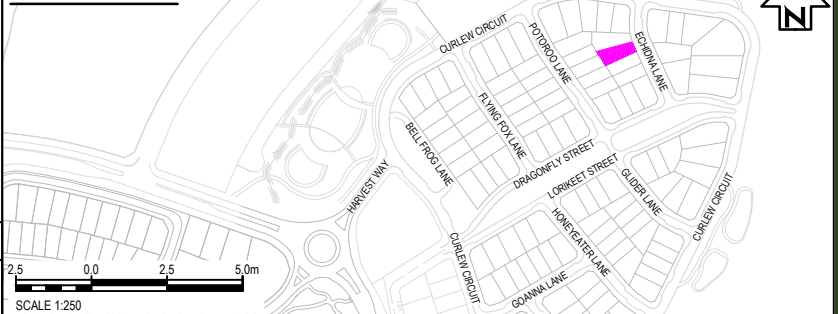 N
CURLEW CIRCUIT
POTOROO LANE
ECHIDNA LANE
FLYING FOX LANE
BELL FROG LANE
DRAGONFLY STREET
LORIKEET STREET
HARVEST WAY
GLIDER LANE
CURLEW CIRCUIT
HONEYEATER LANE
CURLEW CIRCUIT
GOANNA LANE
2.5 0.0 2.5 5.0m
SCALE 1:250